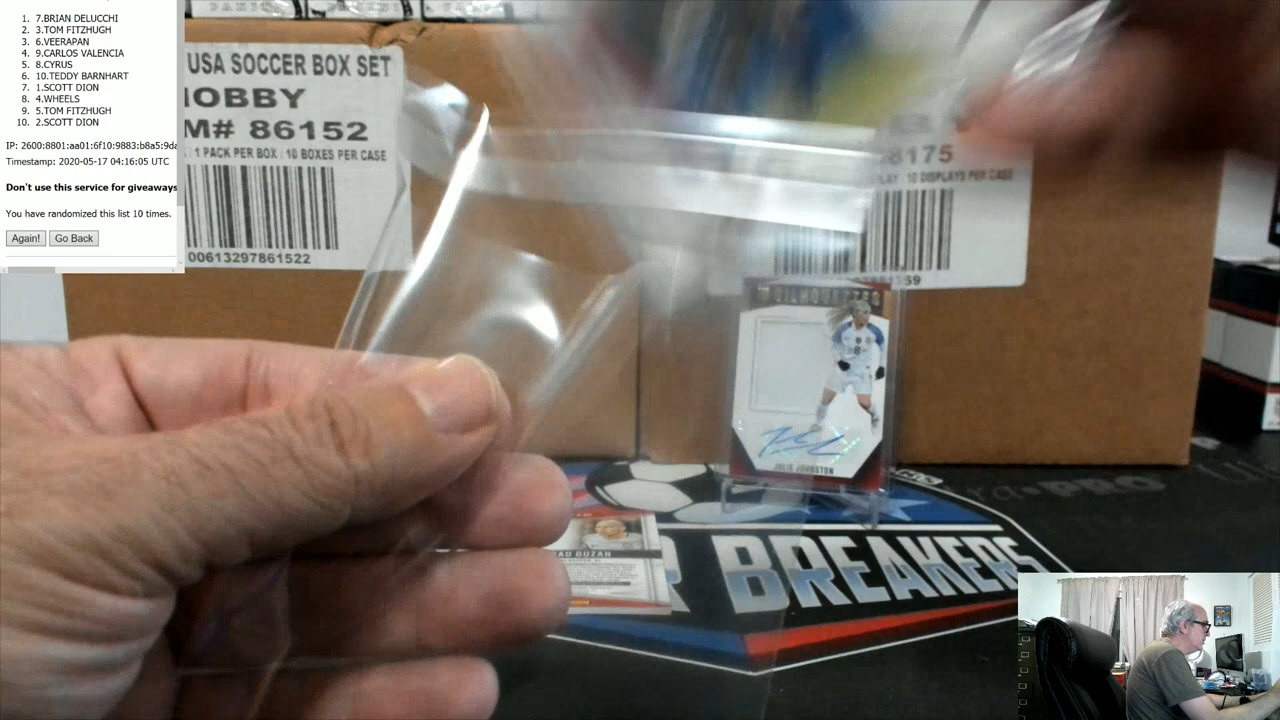 1. 7.BRIAN DELUCCHI
2. 3.TOM FITZHUGH
3. 6.VEERAPAN
4. 9.CARLOS VALENCIA
5. 8.CYRUS
6. 10.TEDDY BARNHART
7. 1.SCOTT DION
8. 4.WHEELS
9. 5.TOM FITZHUGH
10. 2.SCOTT DION
IP: 2600:8801:aa01:6f10:9883:b8a5:9da
Timestamp: 2020-05-17 04:16:05 UTC
Don't use this service for giveaways
You have randomized this list 10 times.
Again! Go Back
USA SOCCER BOX SET
HOBBY
M# 86152
1 PACK PER BOX | 10 BOXES PER CASE
00613297861522
8175
10 DISPLAYS PER CASE
SILHOUETTES
JULIE JOHNSTON
BREAKERS
PRO